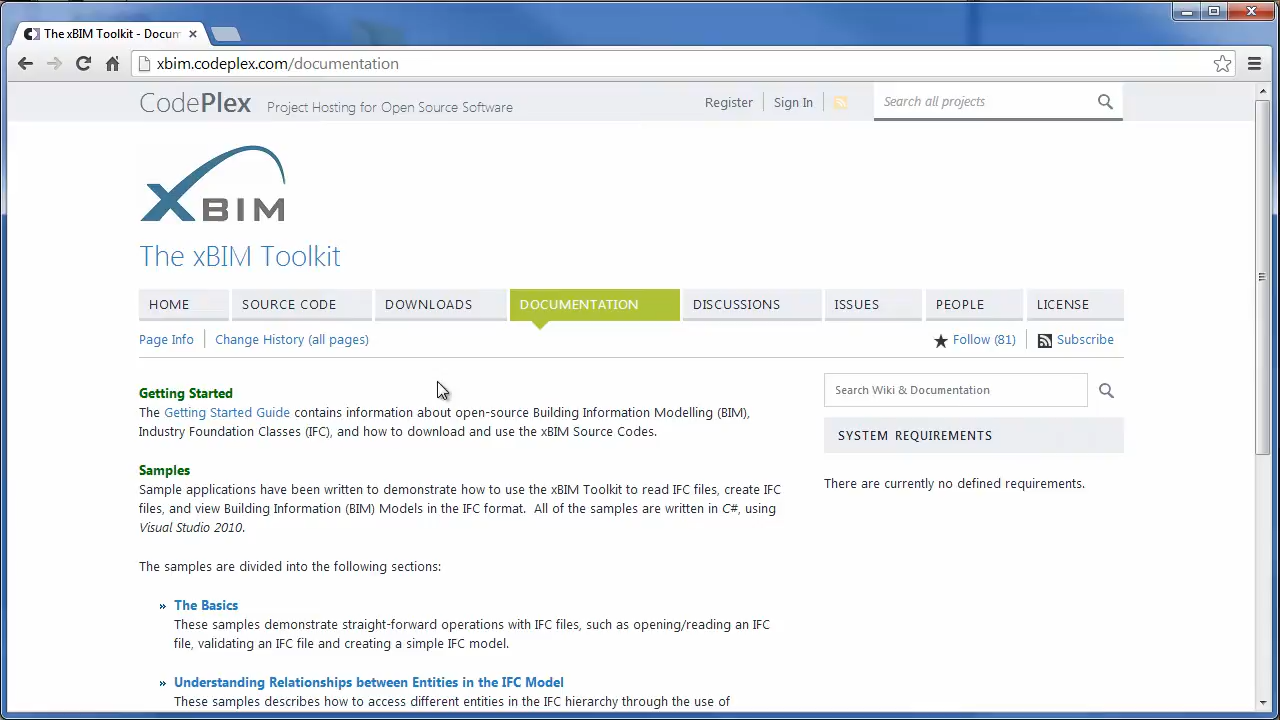 The xBIM Toolkit - Docum
xbim.codeplex.com/documentation
CodePlex Project Hosting for Open Source Software
Register Sign In Search all projects
XBIM
The xBIM Toolkit
HOME SOURCE CODE DOWNLOADS DOCUMENTATION DISCUSSIONS ISSUES PEOPLE LICENSE
Page Info Change History (all pages) Follow (81) Subscribe
Getting Started
The Getting Started Guide contains information about open-source Building Information Modelling (BIM),
Industry Foundation Classes (IFC), and how to download and use the xBIM Source Codes.
Samples
Sample applications have been written to demonstrate how to use the xBIM Toolkit to read IFC files, create IFC
files, and view Building Information (BIM) Models in the IFC format. All of the samples are written in C#, using
Visual Studio 2010.
The samples are divided into the following sections:
» The Basics
These samples demonstrate straight-forward operations with IFC files, such as opening/reading an IFC
file, validating an IFC file and creating a simple IFC model.
» Understanding Relationships between Entities in the IFC Model
These samples describes how to access different entities in the IFC hierarchy through the use of
Search Wiki & Documentation
SYSTEM REQUIREMENTS
There are currently no defined requirements.